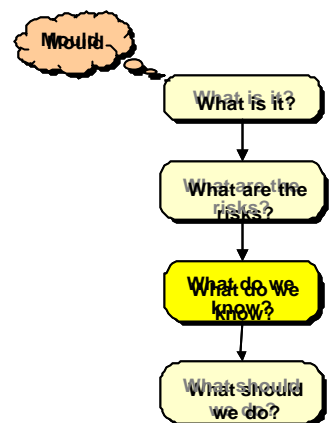 Mould
What is it?
What are the
risks?
What do we
know?
What should
we do?